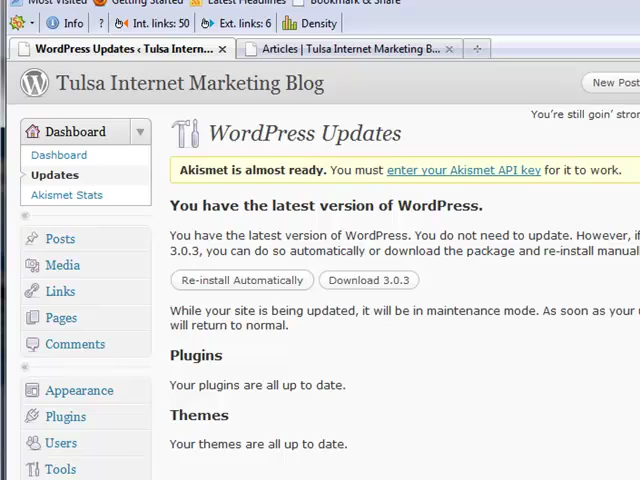 Most Visited Getting Started Latest Headlines Bookmark & Share
Info ? Int. links: 50 Ext. links: 6 Density
WordPress Updates ‹ Tulsa Intern... Articles | Tulsa Internet Marketing B...
Tulsa Internet Marketing Blog New Post
You're still goin' stron
Dashboard
WordPress Updates
Dashboard
Akismet is almost ready. You must enter your Akismet API key for it to work.
Updates
Akismet Stats
You have the latest version of WordPress.
Posts
You have the latest version of WordPress. You do not need to update. However, if
3.0.3, you can do so automatically or download the package and re-install manual
Media
Re-install Automatically Download 3.0.3
Links
While your site is being updated, it will be in maintenance mode. As soon as your u
Pages
will return to normal.
Comments
Plugins
Your plugins are all up to date.
Appearance
Themes
Plugins
Your themes are all up to date.
Users
Tools